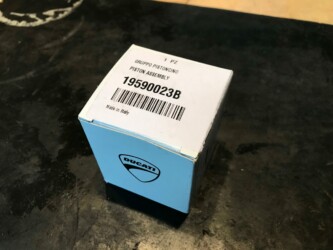 1 PZ
GRUPPO PISTONCINO
PISTON ASSEMBLY
19590023B
Made in Italy
DUCATI